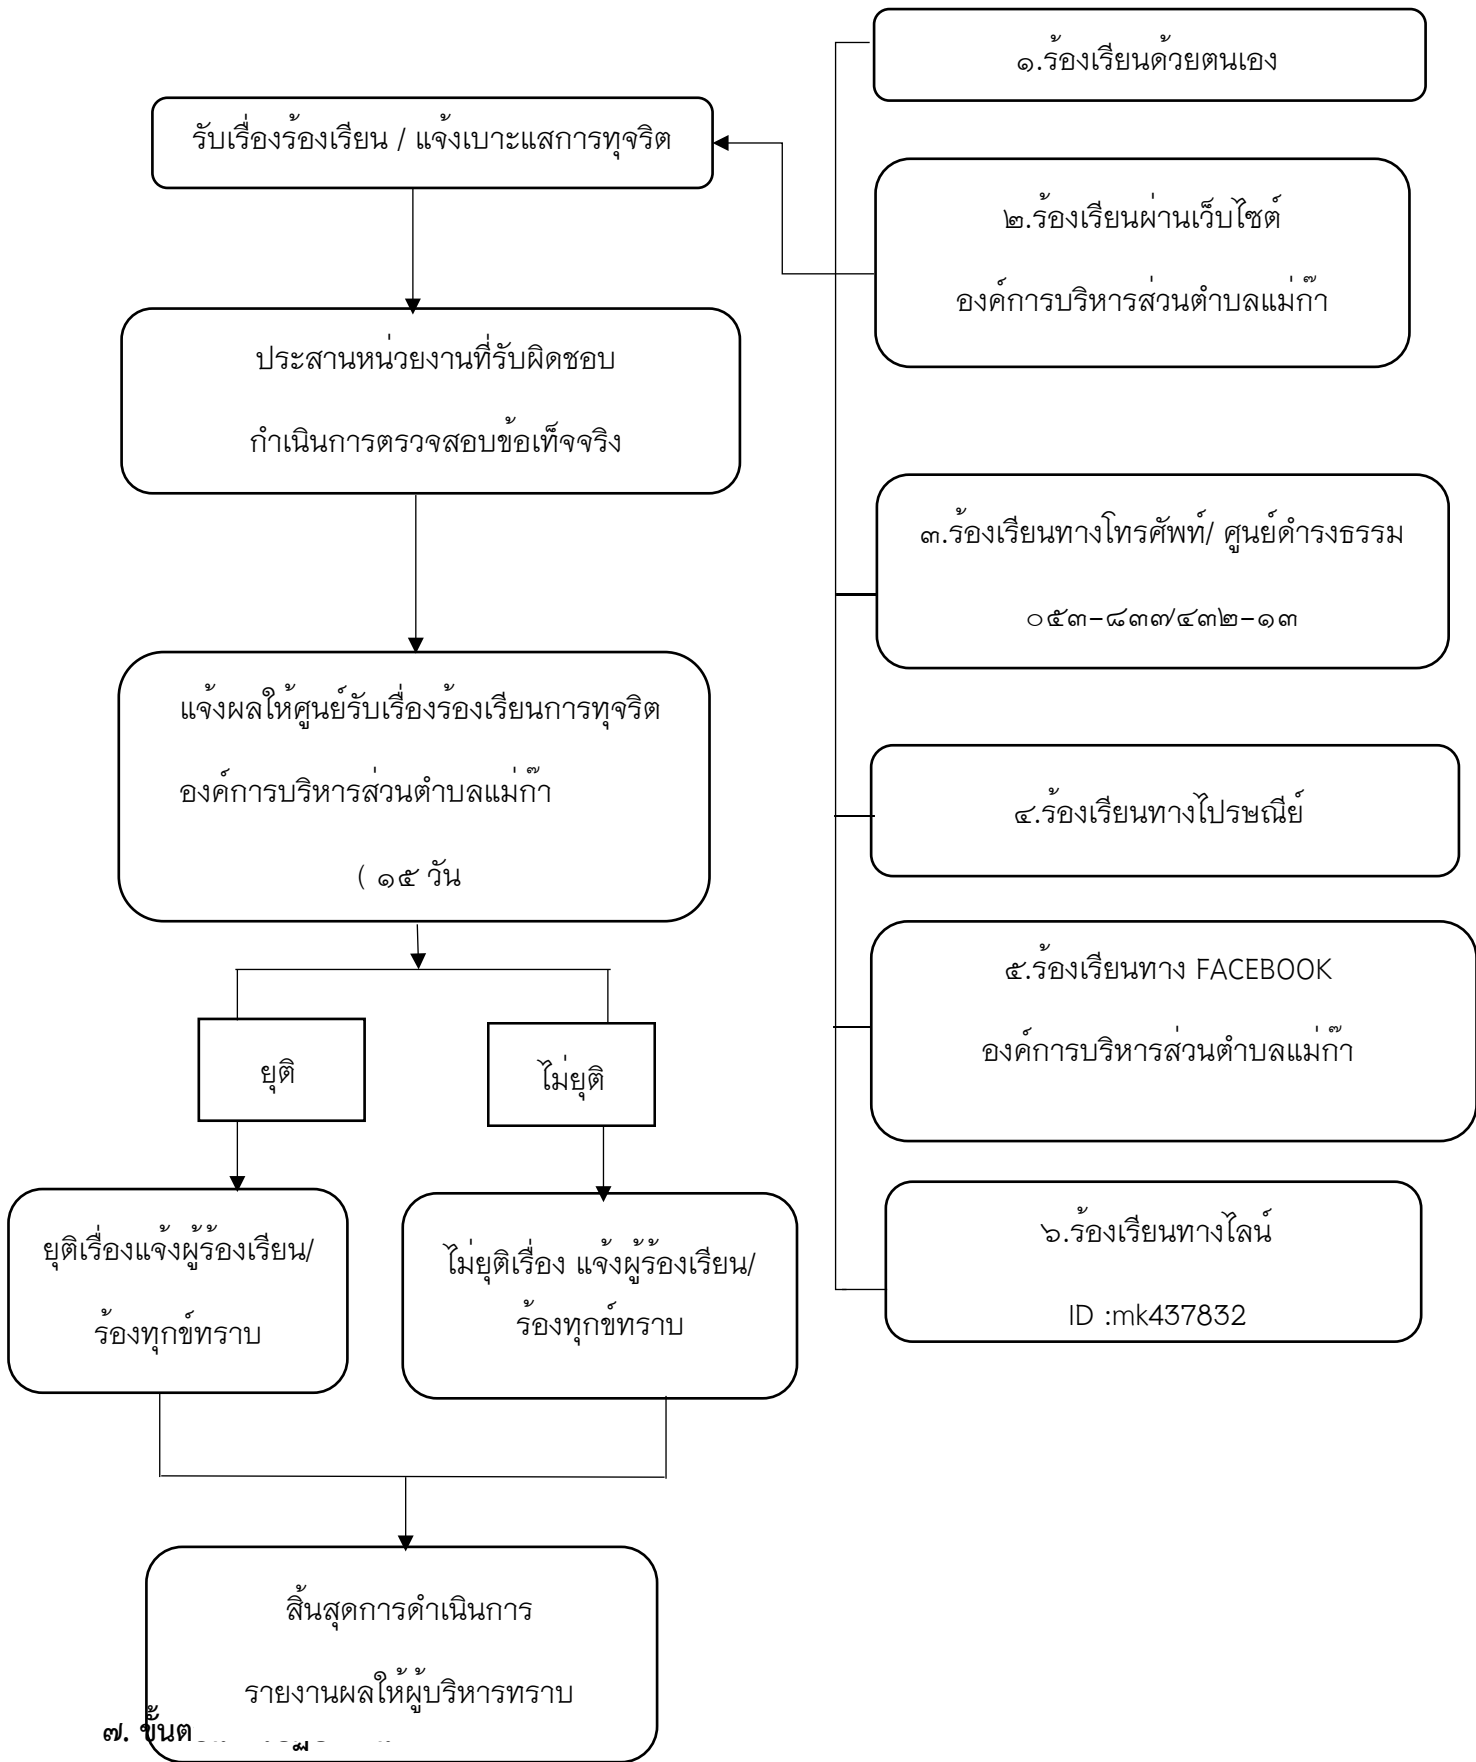 ๑.ร้องเรียนด้วยตนเอง
รับเรื่องร้องเรียน / แจ้งเบาะแสการทุจริต
๒.ร้องเรียนผ่านเว็บไซต์
องค์การบริหารส่วนตำบลแม่ก๊า
ประสานหน่วยงานที่รับผิดชอบ
กำเนินการตรวจสอบข้อเท็จจริง
๓.ร้องเรียนทางโทรศัพท์/ ศูนย์ดำรงธรรม
๐๕๓-๘๓๗/๔๓๒-๑๓
แจ้งผลให้ศูนย์รับเรื่องร้องเรียนการทุจริต
องค์การบริหารส่วนตำบลแม่ก๊า
( ๑๕ วัน
๔.ร้องเรียนทางไปรษณีย์
๕.ร้องเรียนทาง FACEBOOK
องค์การบริหารส่วนตำบลแม่ก๊า
ยุติ
ไม่ยุติ
ยุติเรื่องแจ้งผู้ร้องเรียน/
ร้องทุกข์ทราบ
ไม่ยุติเรื่อง แจ้งผู้ร้องเรียน/
ร้องทุกข์ทราบ
๖.ร้องเรียนทางไลน์
ID :mk437832
สิ้นสุดการดำเนินการ
รายงานผลให้ผู้บริหารทราบ
๗. ขั้นต